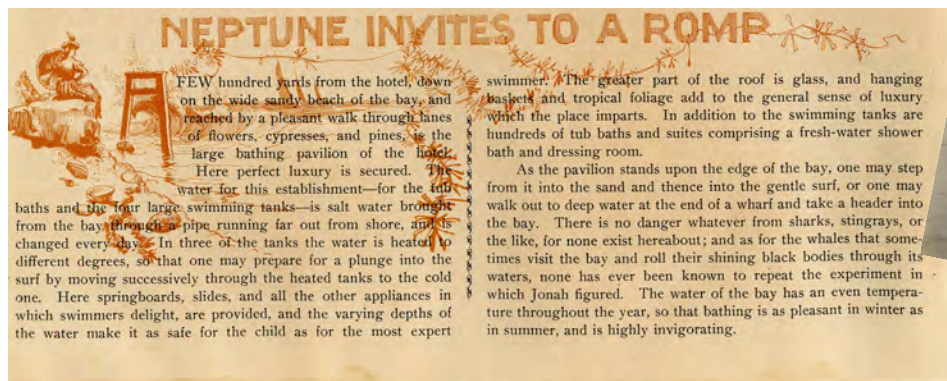 NEPTUNE INVITES TO A ROMP
A FEW hundred yards from the hotel, down
on the wide sandy beach of the bay, and
reached by a pleasant walk through lanes
of flowers, cypresses, and pines, is the
large bathing pavilion of the hotel.
Here perfect luxury is secured. The
water for this establishment—for the tub
baths and the four large swimming tanks—is salt water brought
from the bay through a pipe running far out from shore, and is
changed every day. In three of the tanks the water is heated to
different degrees, so that one may prepare for a plunge into the
surf by moving successively through the heated tanks to the cold
one. Here springboards, slides, and all the other appliances in
which swimmers delight, are provided, and the varying depths of
the water make it as safe for the child as for the most expert
swimmer. The greater part of the roof is glass, and hanging
baskets and tropical foliage add to the general sense of luxury
which the place imparts. In addition to the swimming tanks are
hundreds of tub baths and suites comprising a fresh-water shower
bath and dressing room.
As the pavilion stands upon the edge of the bay, one may step
from it into the sand and thence into the gentle surf, or one may
walk out to deep water at the end of a wharf and take a header into
the bay. There is no danger whatever from sharks, stingrays, or
the like, for none exist hereabout; and as for the whales that some-
times visit the bay and roll their shining black bodies through its
waters, none has ever been known to repeat the experiment in
which Jonah figured. The water of the bay has an even tempera-
ture throughout the year, so that bathing is as pleasant in winter as
in summer, and is highly invigorating.